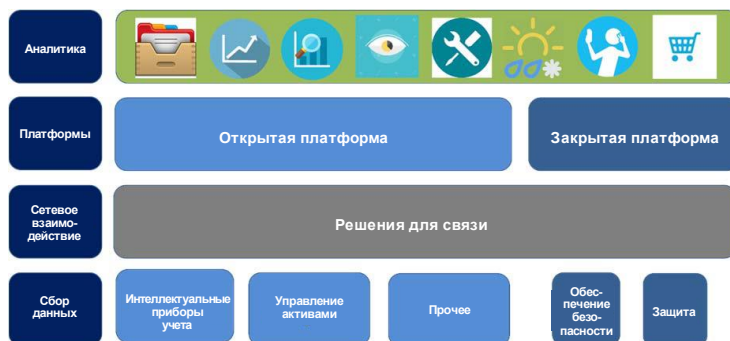 Аналитика
Платформы
Открытая платформа
Закрытая платформа
Сетевое
взаимо-
действие
Решения для связи
Сбор
данных
Интеллектуальные
приборы
учета
Управление
активами
Прочее
Обес-
печение
безо-
пасности
Защита